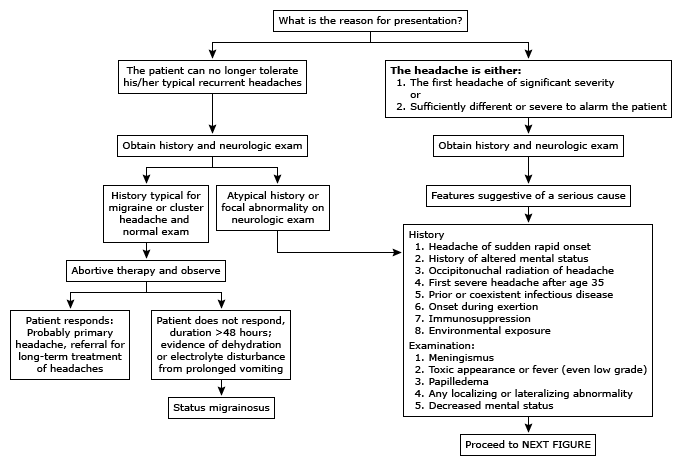 What is the reason for presentation?
The patient can no longer tolerate
his/her typical recurrent headaches
The headache is either:
1. The first headache of significant severity
or
2. Sufficiently different or severe to alarm the patient
Obtain history and neurologic exam
Obtain history and neurologic exam
History typical for
migraine or cluster
headache and
normal exam
Atypical history or
focal abnormality on
neurologic exam
Features suggestive of a serious cause
Abortive therapy and observe
Patient responds:
Probably primary
headache, referral for
long-term treatment
of headaches
Patient does not respond,
duration >48 hours;
evidence of dehydration
or electrolyte disturbance
from prolonged vomiting
Status migrainosus
History
1. Headache of sudden rapid onset
2. History of altered mental status
3. Occipitonuchal radiation of headache
4. First severe headache after age 35
5. Prior or coexistent infectious disease
6. Onset during exertion
7. Immunosuppression
8. Environmental exposure
Examination:
1. Meningismus
2. Toxic appearance or fever (even low grade)
3. Papilledema
4. Any localizing or lateralizing abnormality
5. Decreased mental status
Proceed to NEXT FIGURE